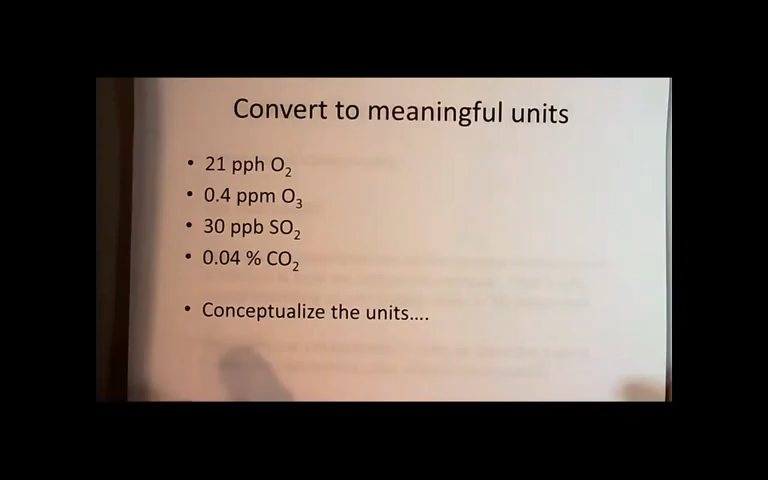 Convert to meaningful units
• 21 pph O₂
• 0.4 ppm O₃
• 30 ppb SO₂
• 0.04 % CO₂
• Conceptualize the units....